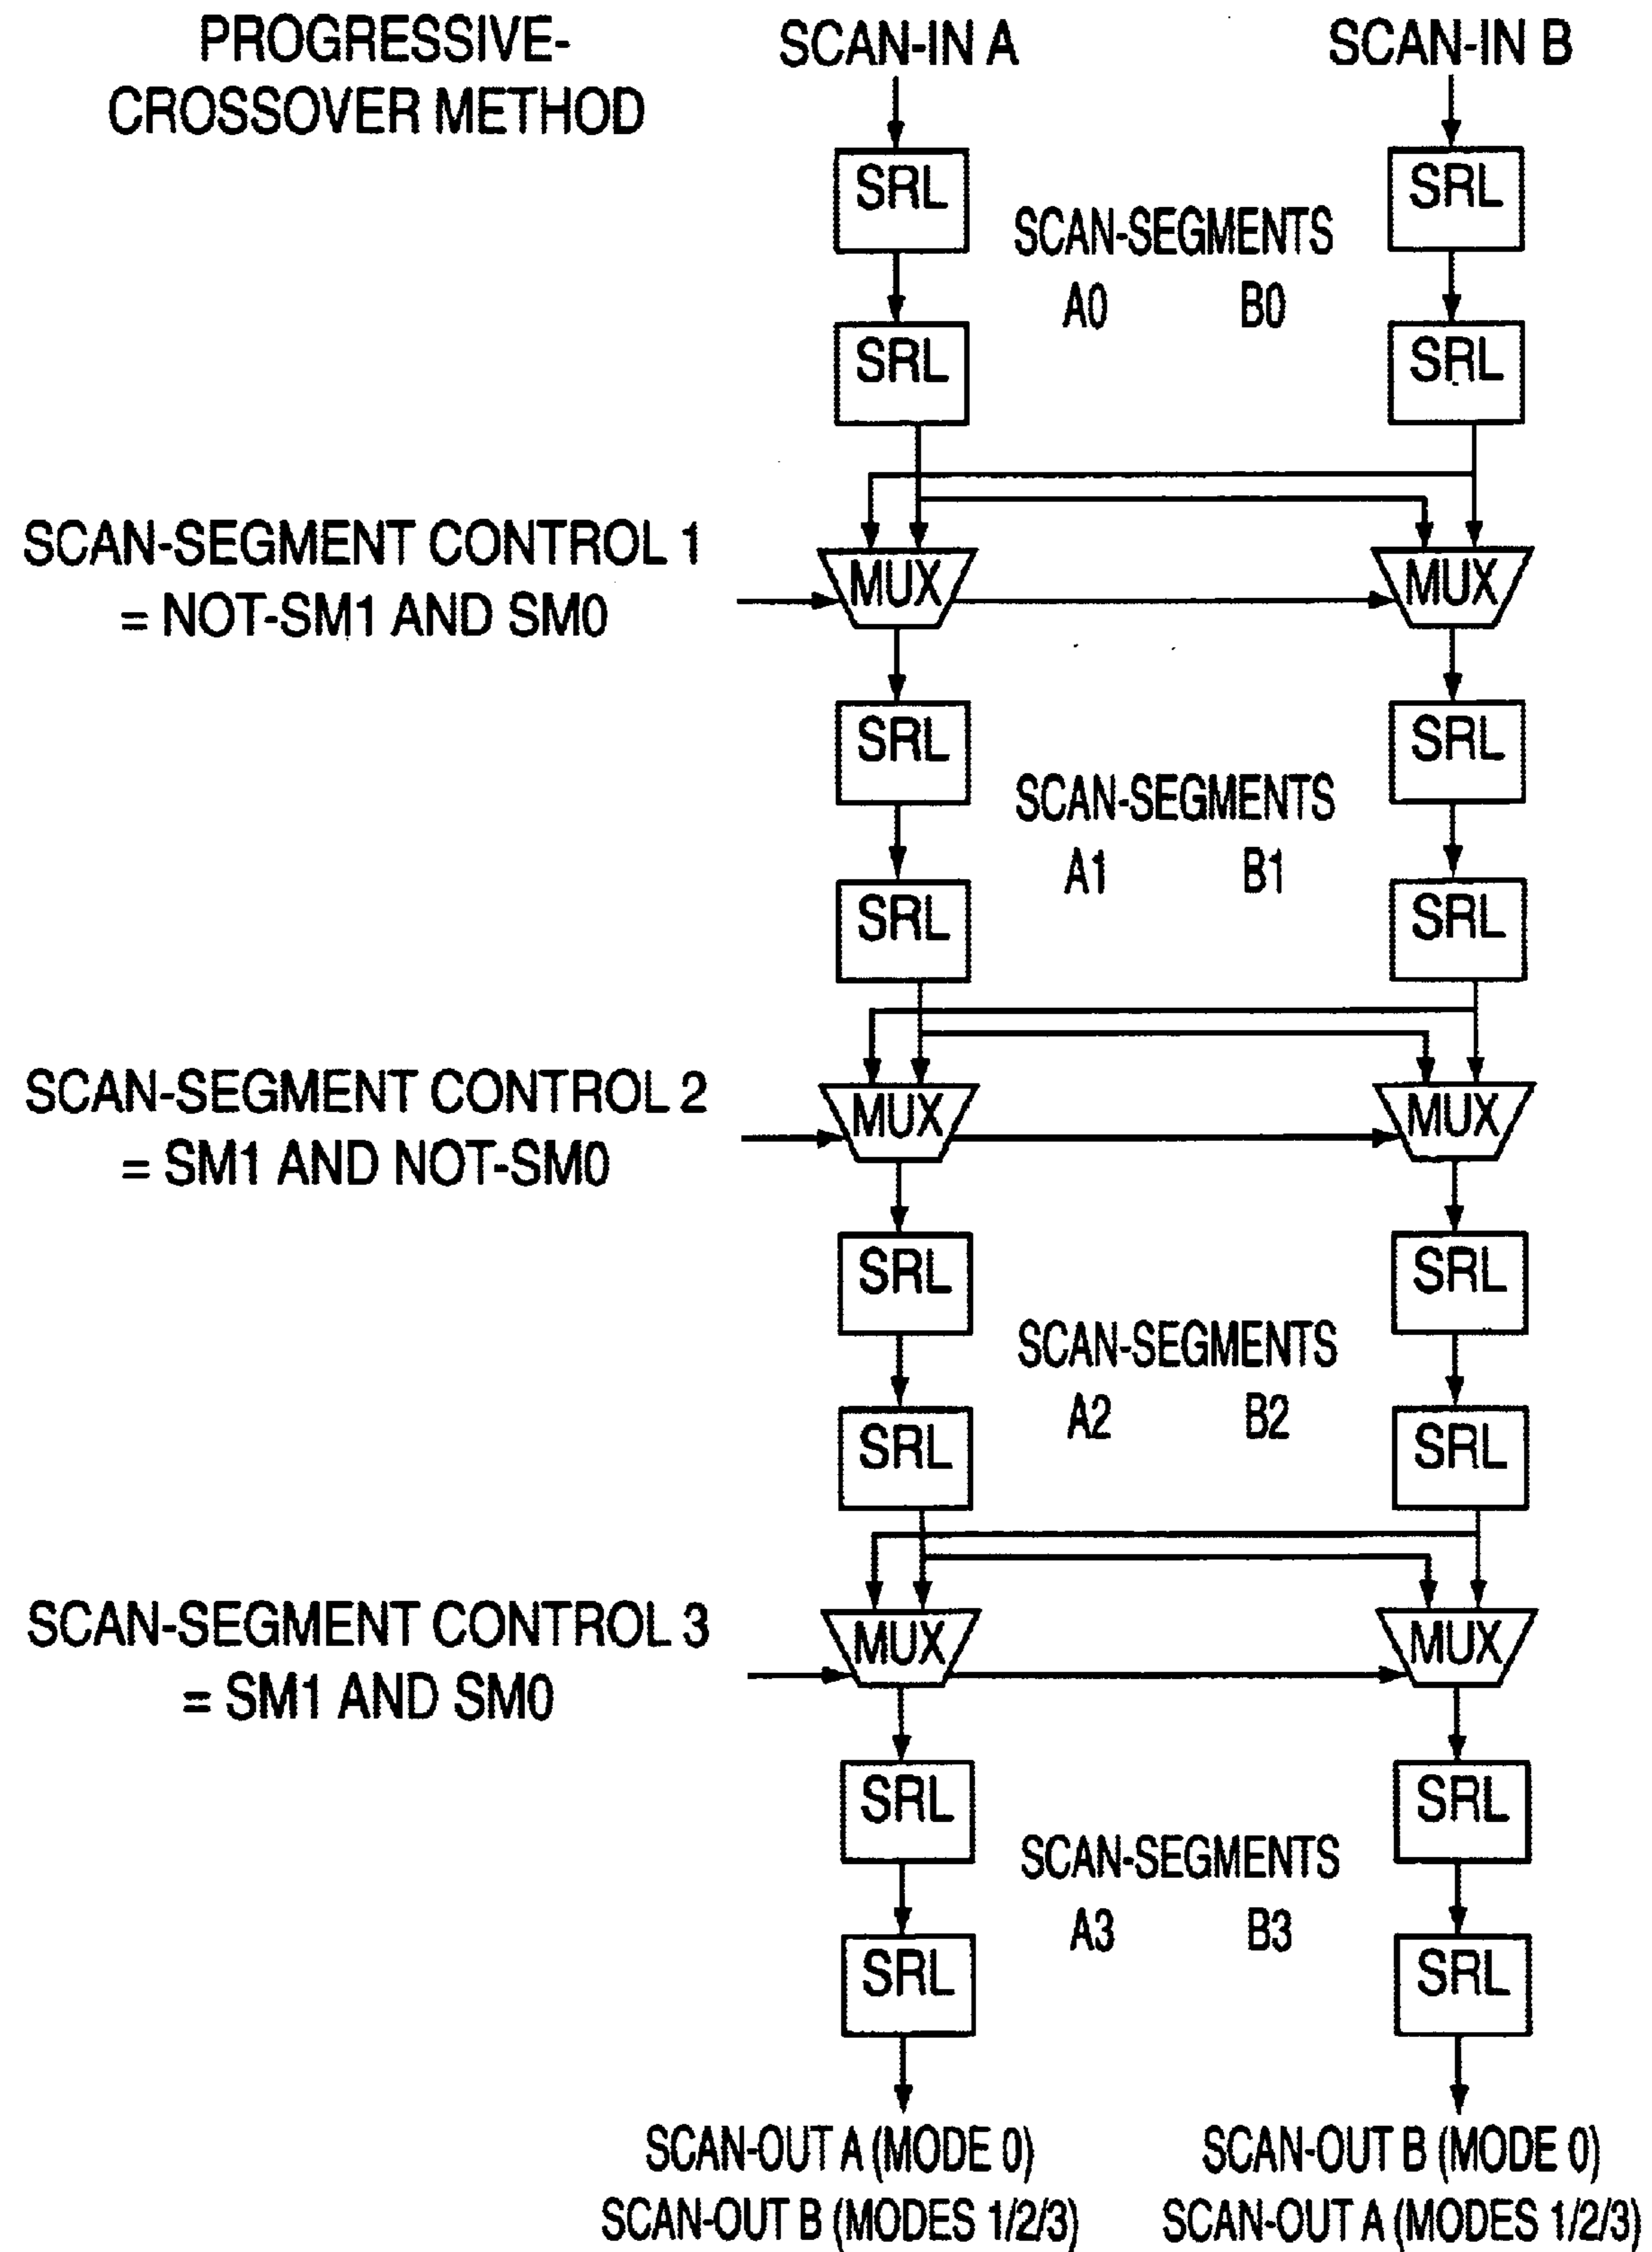 PROGRESSIVE-
CROSSOVER METHOD
SCAN-IN A
SCAN-IN B
SRL
SRL
SCAN-SEGMENTS
A0 B0
SRL
SRL
SCAN-SEGMENT CONTROL 1
= NOT-SM1 AND SM0
MUX
MUX
SRL
SRL
SCAN-SEGMENTS
A1 B1
SRL
SRL
SCAN-SEGMENT CONTROL 2
= SM1 AND NOT-SM0
MUX
MUX
SRL
SRL
SCAN-SEGMENTS
A2 B2
SRL
SRL
SCAN-SEGMENT CONTROL 3
= SM1 AND SM0
MUX
MUX
SRL
SRL
SCAN-SEGMENTS
A3 B3
SRL
SRL
SCAN-OUT A (MODE 0)
SCAN-OUT B (MODES 1/2/3)
SCAN-OUT B (MODE 0)
SCAN-OUT A (MODES 1/2/3)